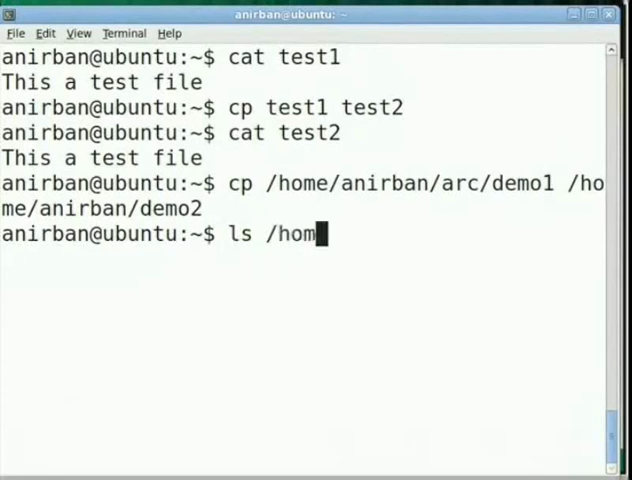 anirban@ubuntu: ~
File Edit View Terminal Help
anirban@ubuntu:~$ cat test1
This a test file
anirban@ubuntu:~$ cp test1 test2
anirban@ubuntu:~$ cat test2
This a test file
anirban@ubuntu:~$ cp /home/anirban/arc/demo1 /ho
me/anirban/demo2
anirban@ubuntu:~$ ls /hom